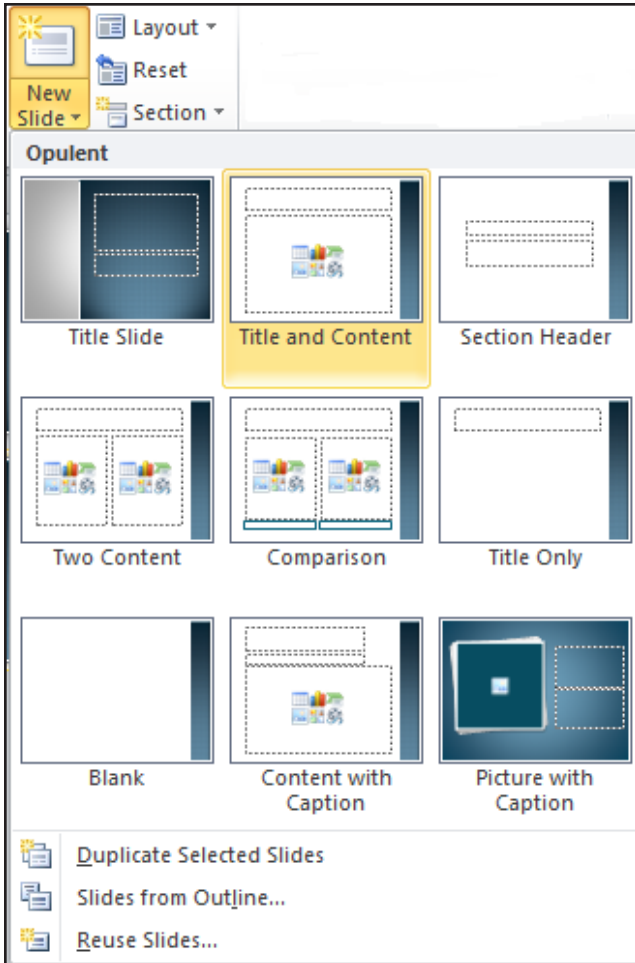 Layout
Reset
New
Slide
Section
Opulent
Title Slide
Title and Content
Section Header
Two Content
Comparison
Title Only
Blank
Content with
Caption
Picture with
Caption
Duplicate Selected Slides
Slides from Outline...
Reuse Slides...